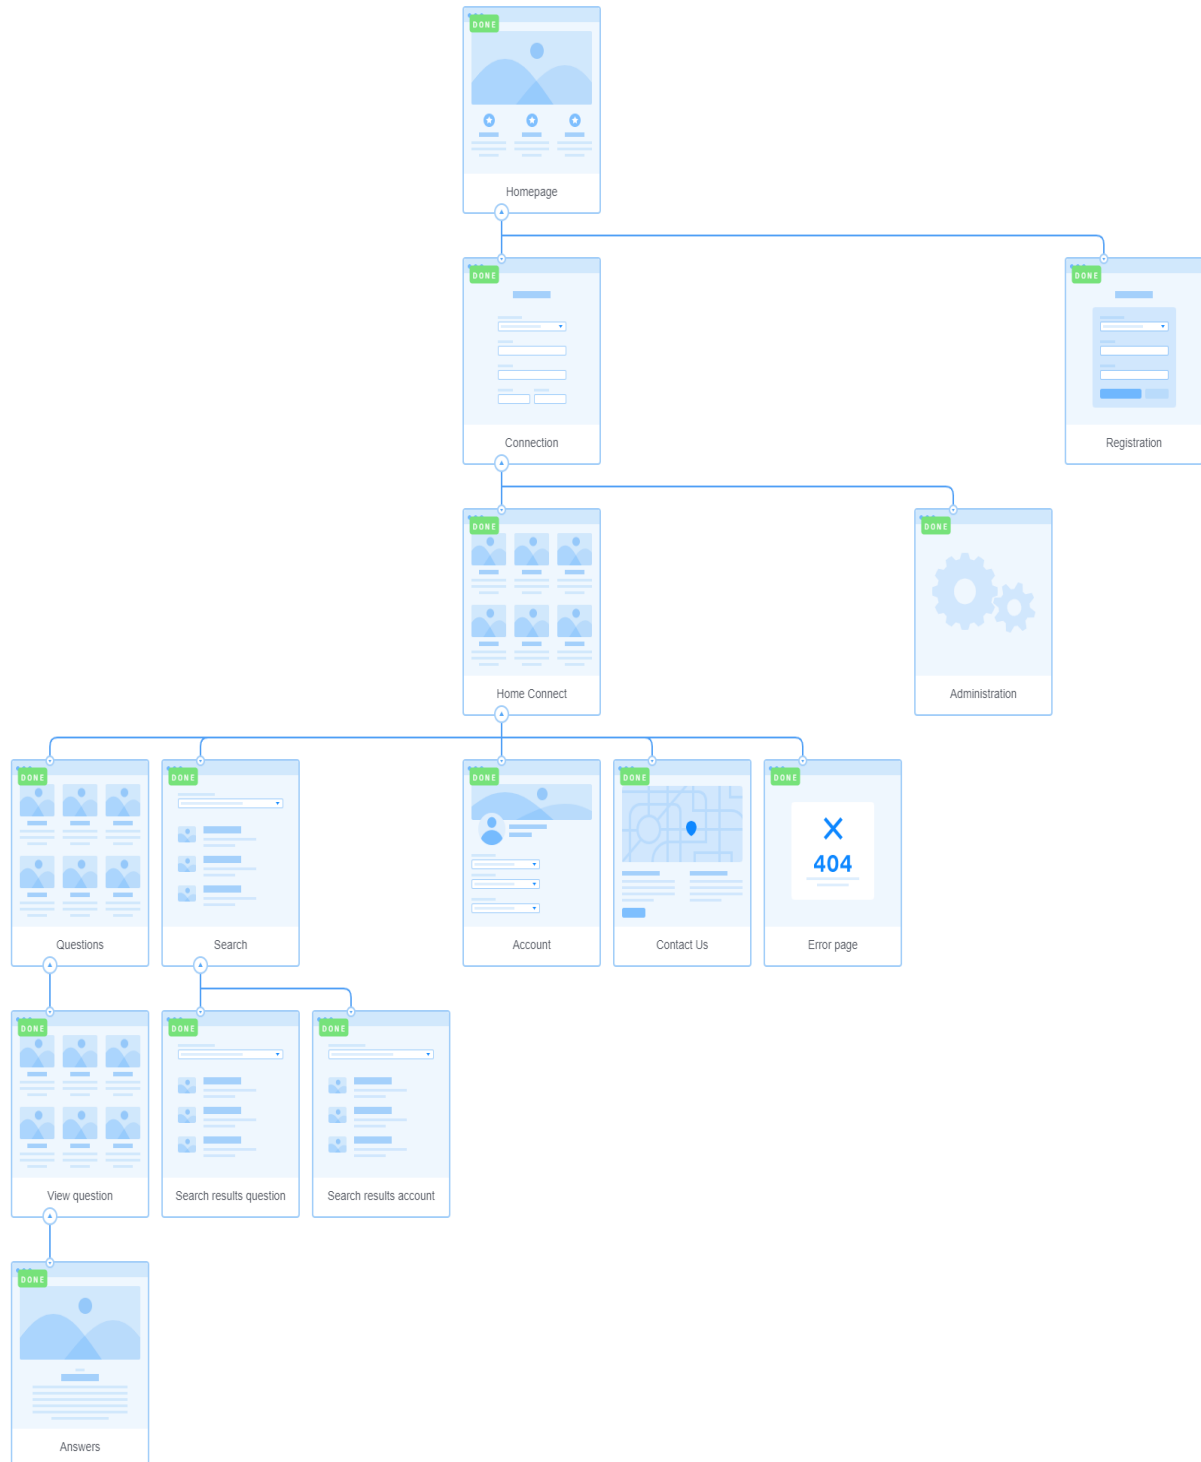 DONE
Homepage
DONE
DONE
Connection
Registration
DONE
DONE
Home Connect
Administration
DONE
DONE
DONE
DONE
DONE
404
Questions
Search
Account
Contact Us
Error page
DONE
DONE
DONE
View question
Search results question
Search results account
DONE
Answers